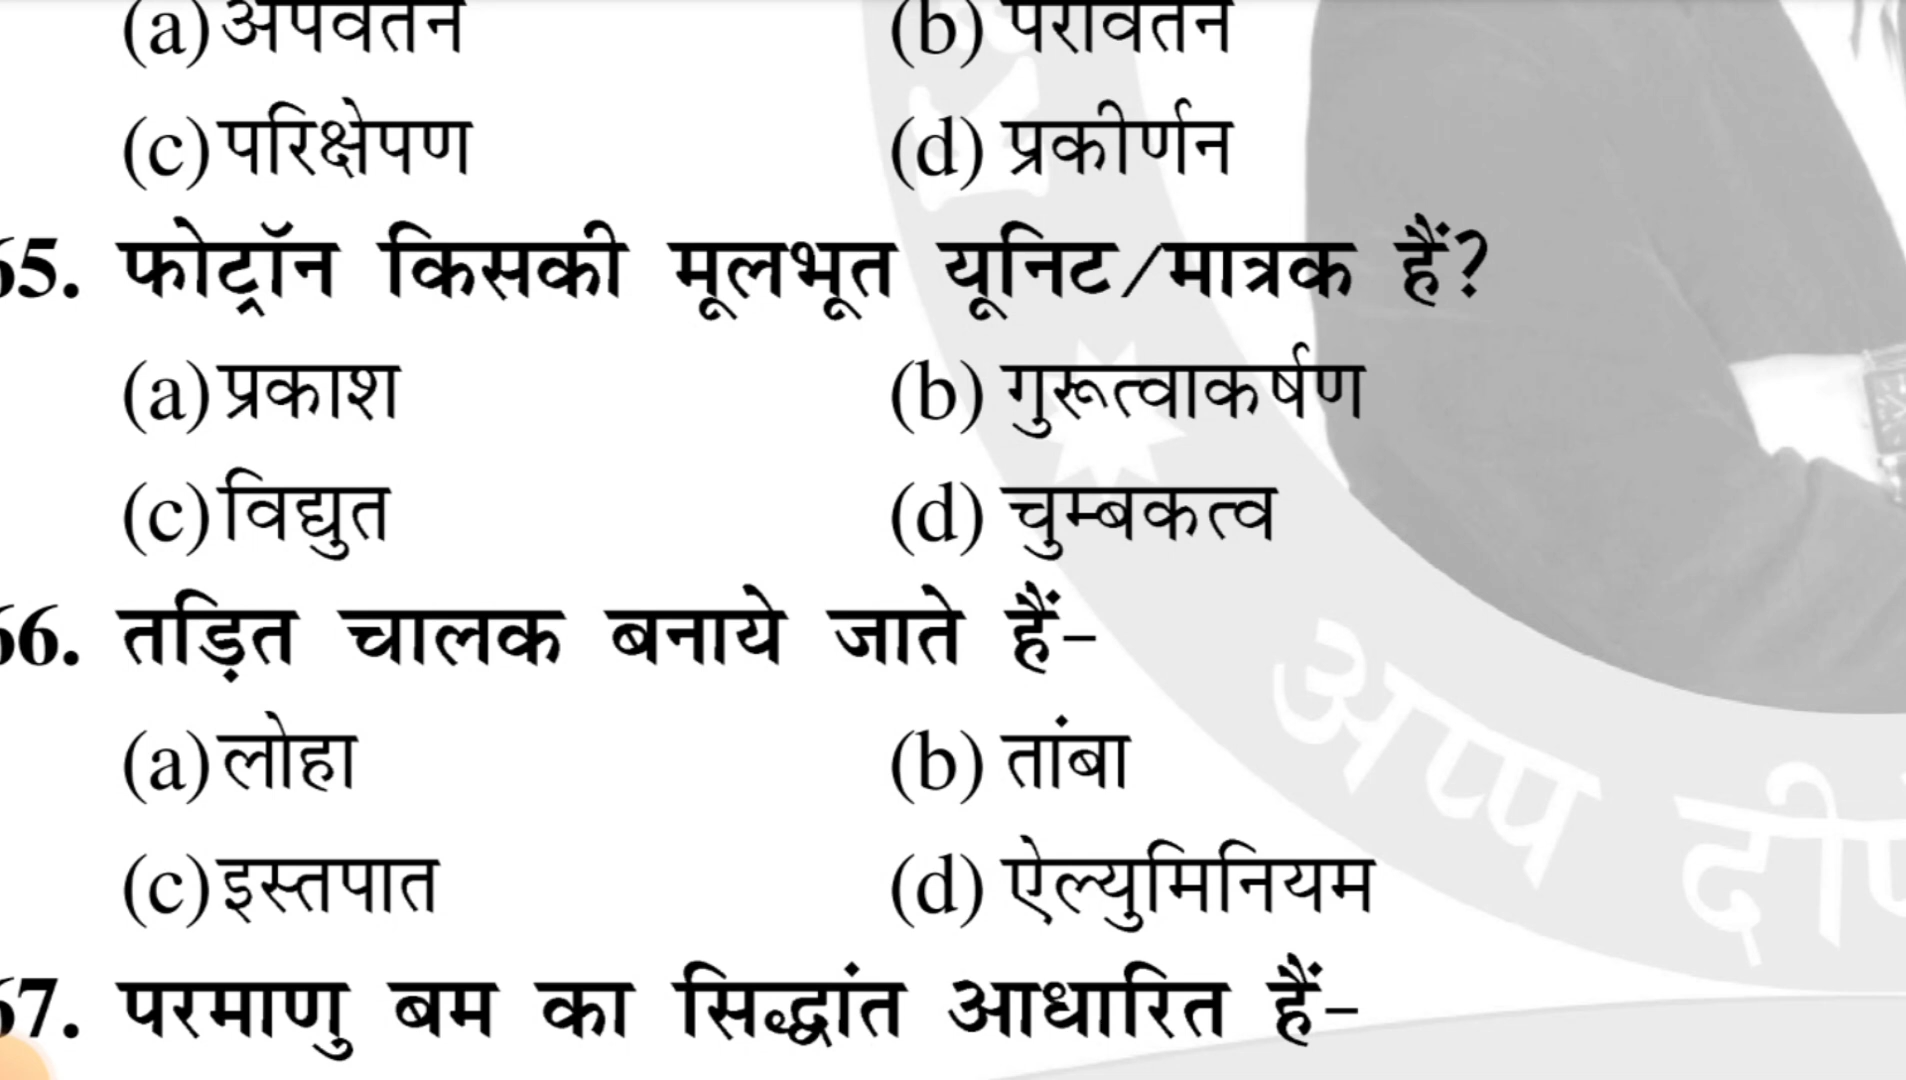 (a) अपवर्तन (b) परावर्तन
(c) परिक्षेपण (d) प्रकीर्णन
65. फोट्रॉन किसकी मूलभूत यूनिट/मात्रक हैं?
(a) प्रकाश (b) गुरूत्वाकर्षण
(c) विद्युत (d) चुम्बकत्व
66. तड़ित चालक बनाये जाते हैं-
(a) लोहा (b) तांबा
(c) इस्तपात (d) ऐल्युमिनियम
67. परमाणु बम का सिद्धांत आधारित हैं-
अप्प